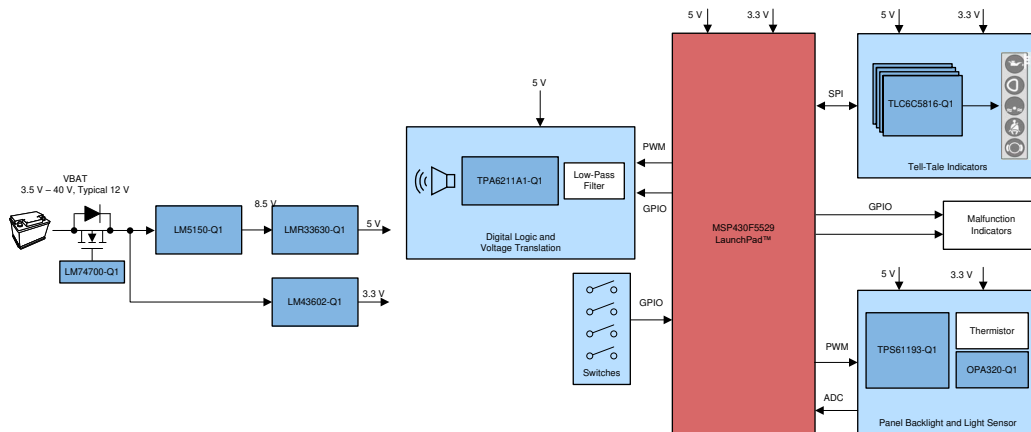 VBAT
3.5 V – 40 V, Typical 12 V
LM74700-Q1
LM5150-Q1
8.5 V
LMR33630-Q1
5 V
LM43602-Q1
3.3 V
5 V
TPA6211A1-Q1
Low-Pass
Filter
Digital Logic and
Voltage Translation
PWM
GPIO
Switches
GPIO
5 V
3.3 V
MSP430F5529
LaunchPad™
SPI
5 V
3.3 V
TLC6C5816-Q1
Tell-Tale Indicators
GPIO
Malfunction
Indicators
5 V
3.3 V
PWM
ADC
TPS61193-Q1
Thermistor
OPA320-Q1
Panel Backlight and Light Sensor